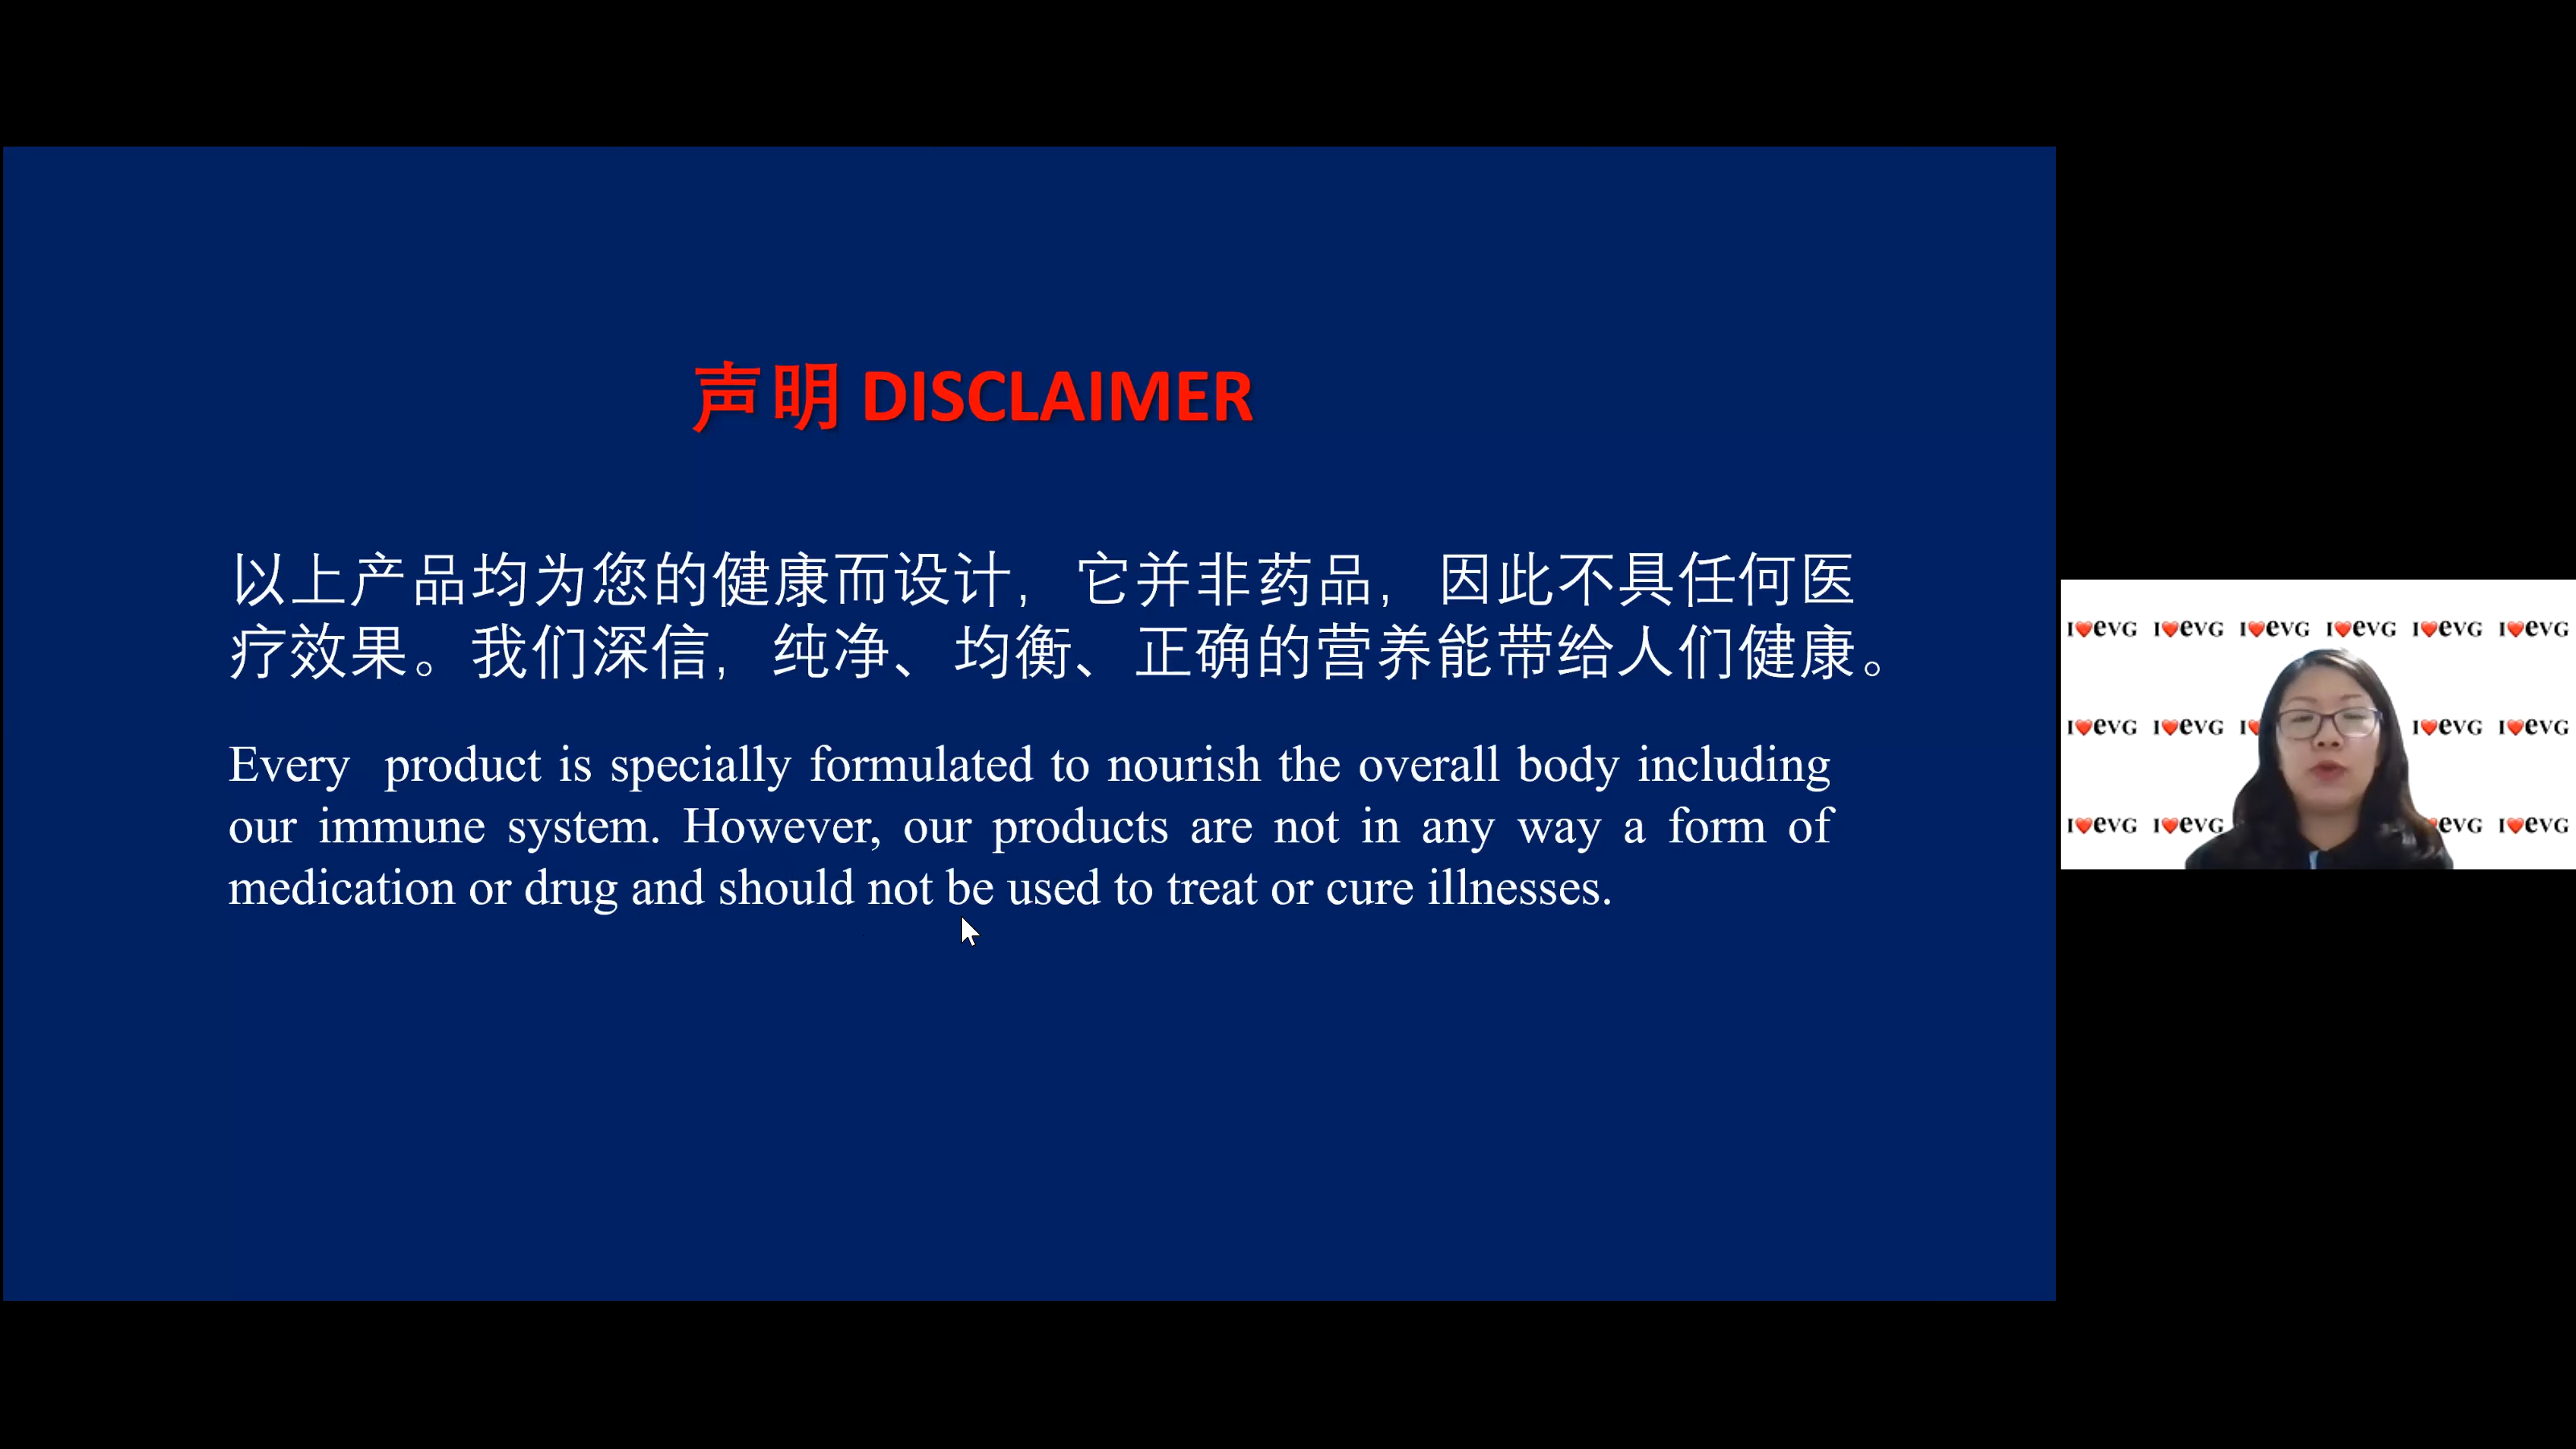 声明 DISCLAIMER
以上产品均为您的健康而设计，它并非药品，因此不具任何医
疗效果。我们深信，纯净、均衡、正确的营养能带给人们健康。
Every product is specially formulated to nourish the overall body including
our immune system. However, our products are not in any way a form of
medication or drug and should not be used to treat or cure illnesses.
I❤evG I❤evG I❤evG I❤evG I❤evG I❤evG
I❤evG I❤evG I❤ I❤evG I❤evG
I❤evG I❤evG ❤evG I❤evG